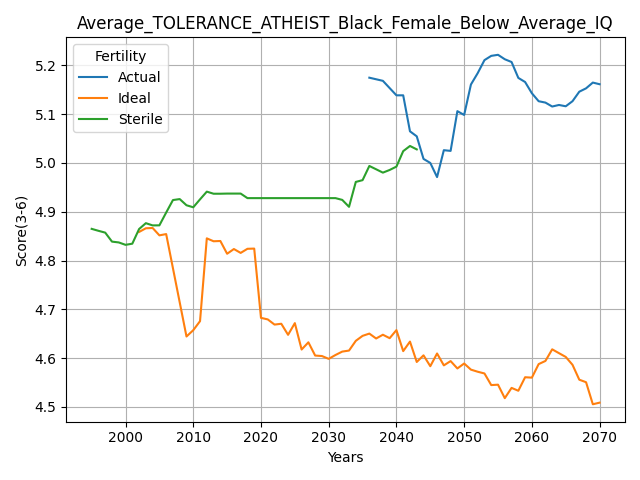 Average_TOLERANCE_ATHEIST_Black_Female_Below_Average_IQ
Fertility
Actual
Ideal
Sterile
Score(3-6)
5.2
5.1
5.0
4.9
4.8
4.7
4.6
4.5
2000 2010 2020 2030 2040 2050 2060 2070
Years